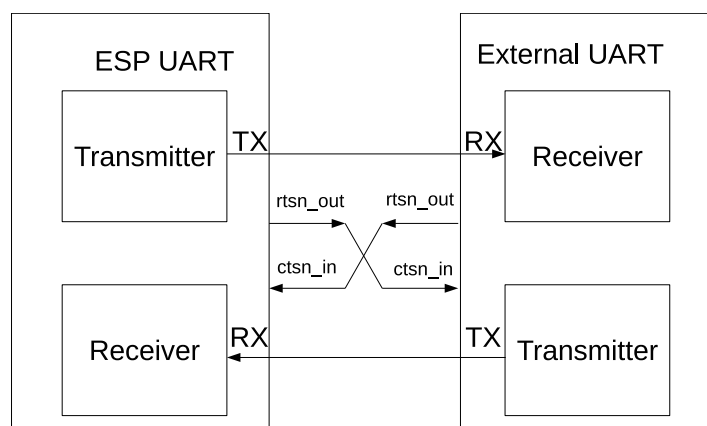 ESP UART
External UART
Transmitter
TX
RX
Receiver
rtsn_out
rtsn_out
ctsn_in
ctsn_in
Receiver
RX
TX
Transmitter